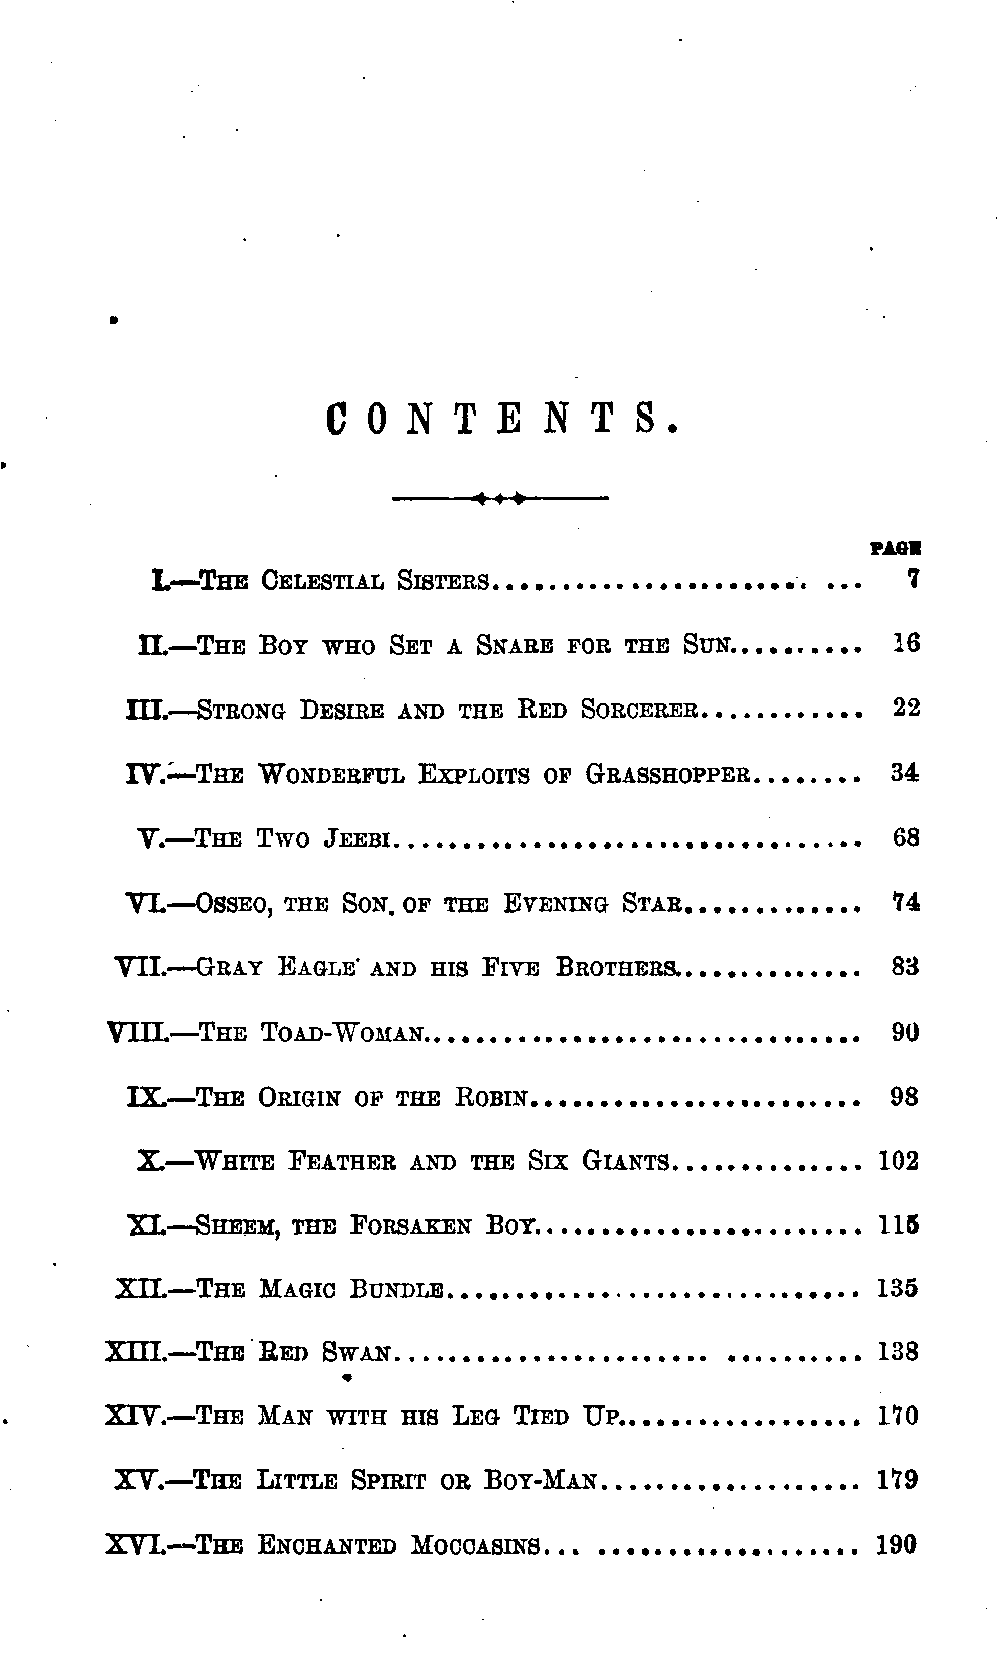 CONTENTS.
PAGE
I.—The Celestial Sisters......................... ... 7
II.—The Boy who Set a Snare for the Sun.......... 16
III.—Strong Desire and the Red Sorcerer............ 22
IV.—The Wonderful Exploits of Grasshopper........ 34
V.—The Two Jeebi.................................. 68
VI.—Osseo, the Son. of the Evening Star............. 74
VII.—Gray Eagle and his Five Brothers.............. 83
VIII.—The Toad-Woman............................... 90
IX.—The Origin of the Robin........................ 98
X.—White Feather and the Six Giants.............. 102
XI.—Sheem, the Forsaken Boy........................ 115
XII.—The Magic Bundle.............................. 135
XIII.—The Red Swan....................... .......... 138
XIV.—The Man with his Leg Tied Up.................. 170
XV.—The Little Spirit or Boy-Man................... 179
XVI.—The Enchanted Moccasins... ................... 190